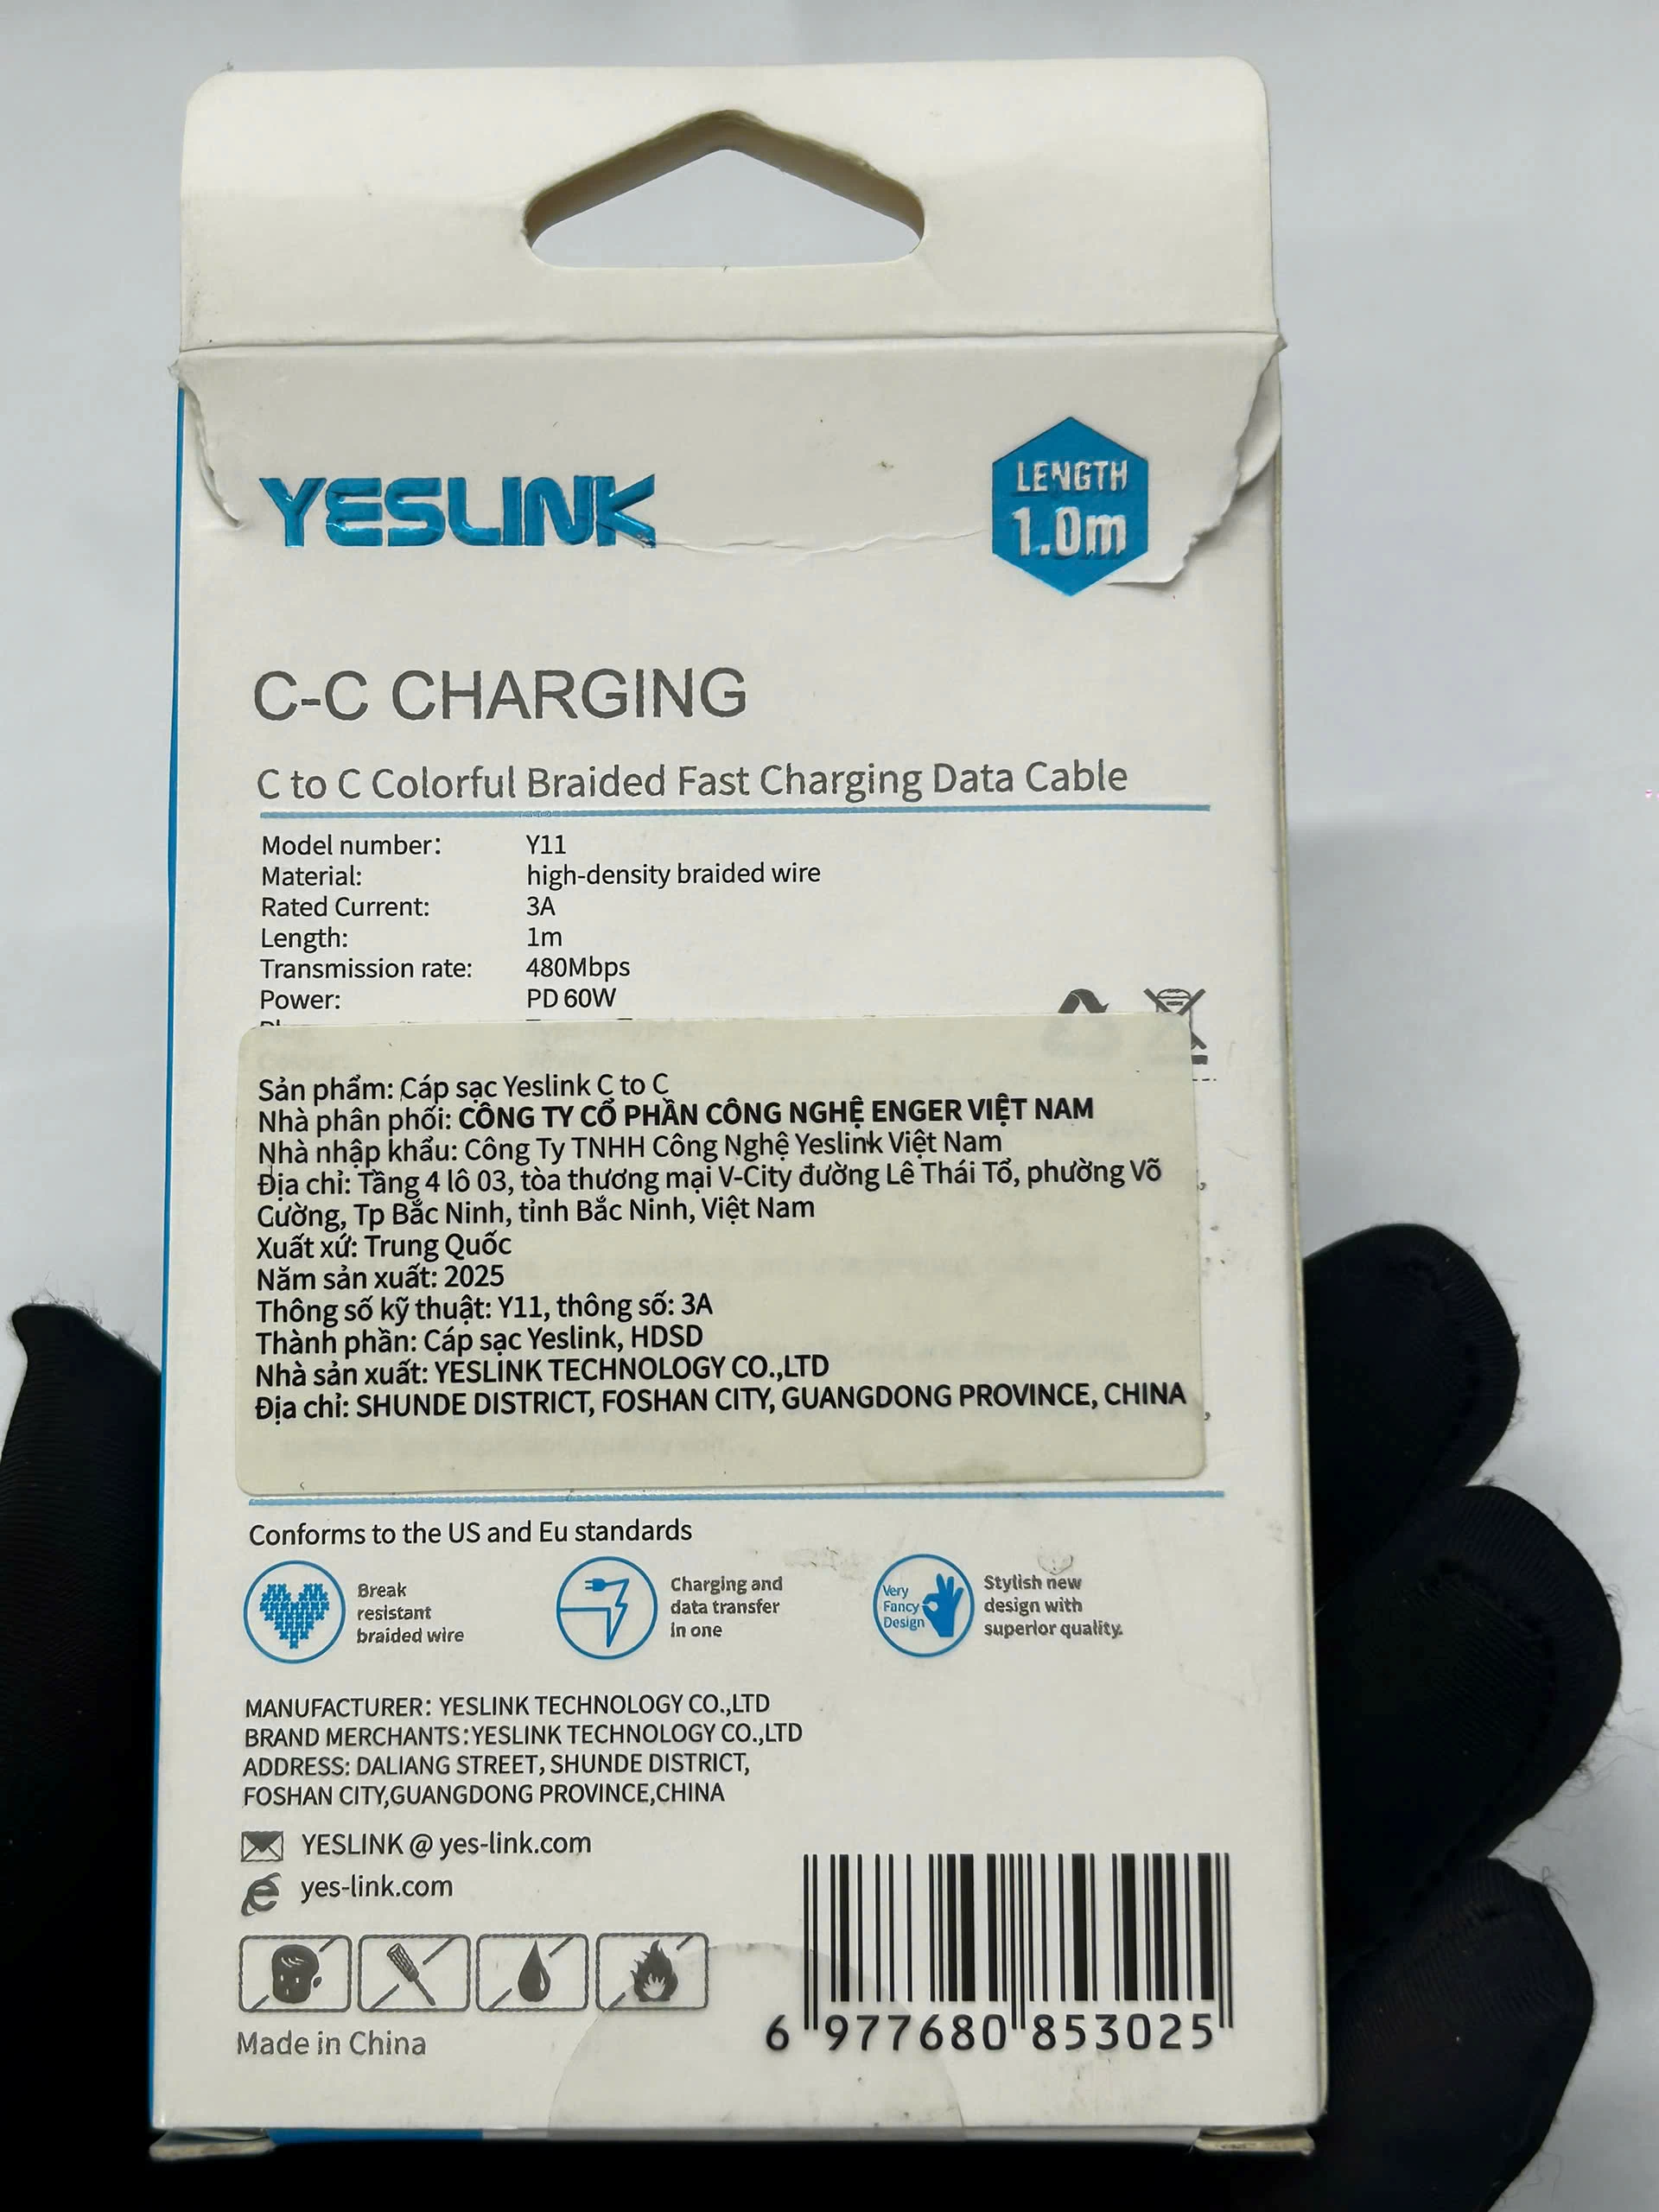 YESLINK
LENGTH
1.0m
C-C CHARGING
C to C Colorful Braided Fast Charging Data Cable
Model number: Y11
Material: high-density braided wire
Rated Current: 3A
Length: 1m
Transmission rate: 480Mbps
Power: PD 60W
Sản phẩm: Cáp sạc Yeslink C to C
Nhà phân phối: CÔNG TY CỔ PHẦN CÔNG NGHỆ ENGER VIỆT NAM
Nhà nhập khẩu: Công Ty TNHH Công Nghệ Yeslink Việt Nam
Địa chỉ: Tầng 4 lô 03, tòa thương mại V-City đường Lê Thái Tổ, phường Võ
Cường, Tp Bắc Ninh, tỉnh Bắc Ninh, Việt Nam
Xuất xứ: Trung Quốc
Năm sản xuất: 2025
Thông số kỹ thuật: Y11, thông số: 3A
Thành phần: Cáp sạc Yeslink, HDSD
Nhà sản xuất: YESLINK TECHNOLOGY CO.,LTD
Địa chỉ: SHUNDE DISTRICT, FOSHAN CITY, GUANGDONG PROVINCE, CHINA
Conforms to the US and Eu standards
Break
resistant
braided wire
Charging and
data transfer
in one
Very
Fancy
Design
Stylish new
design with
superior quality.
MANUFACTURER: YESLINK TECHNOLOGY CO.,LTD
BRAND MERCHANTS:YESLINK TECHNOLOGY CO.,LTD
ADDRESS: DALIANG STREET, SHUNDE DISTRICT,
FOSHAN CITY,GUANGDONG PROVINCE,CHINA
YESLINK @ yes-link.com
yes-link.com
Made in China
6 977680 853025